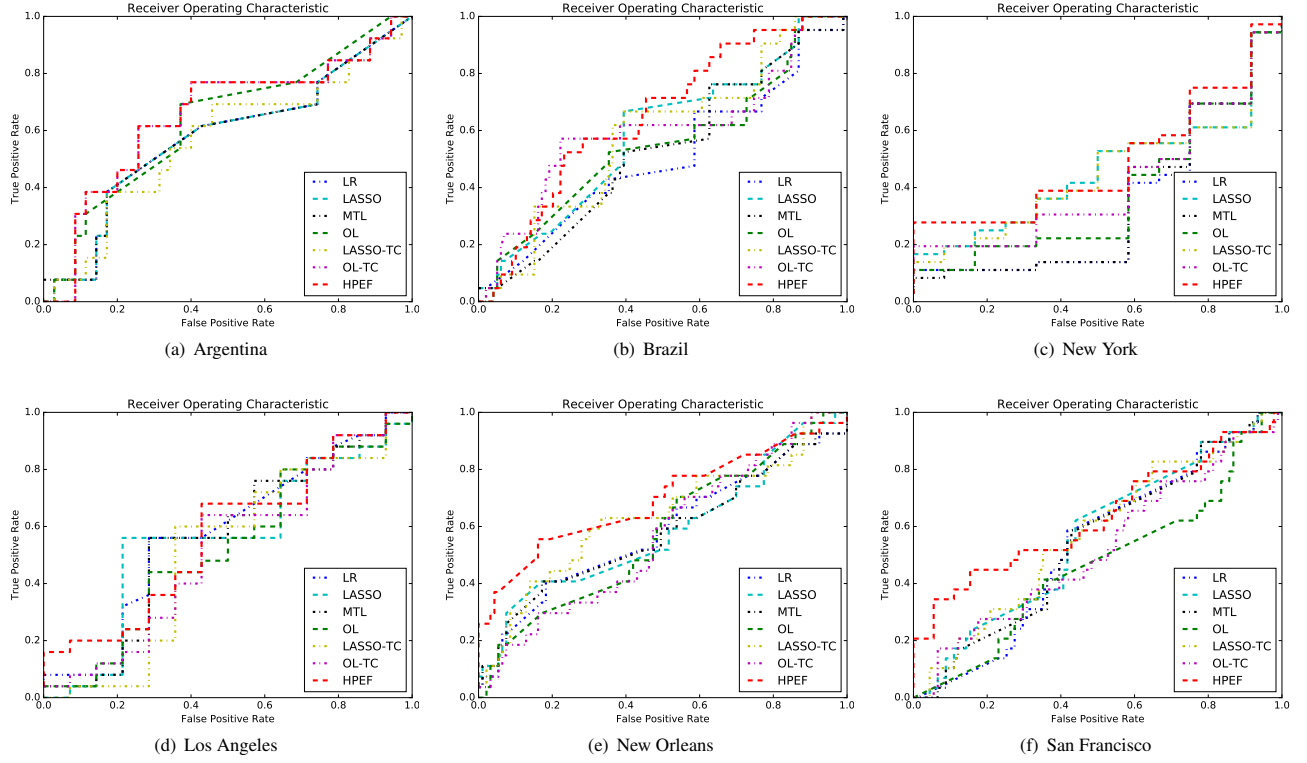 Receiver Operating Characteristic
True Positive Rate
1.0
0.8
0.6
0.4
0.2
0.0
LR
LASSO
MTL
OL
LASSO-TC
OL-TC
HPEF
0.0 0.2 0.4 0.6 0.8 1.0
False Positive Rate
(a) Argentina
Receiver Operating Characteristic
True Positive Rate
1.0
0.8
0.6
0.4
0.2
0.0
LR
LASSO
MTL
OL
LASSO-TC
OL-TC
HPEF
0.0 0.2 0.4 0.6 0.8 1.0
False Positive Rate
(b) Brazil
Receiver Operating Characteristic
True Positive Rate
1.0
0.8
0.6
0.4
0.2
0.0
LR
LASSO
MTL
OL
LASSO-TC
OL-TC
HPEF
0.0 0.2 0.4 0.6 0.8 1.0
False Positive Rate
(c) New York
Receiver Operating Characteristic
True Positive Rate
1.0
0.8
0.6
0.4
0.2
0.0
LR
LASSO
MTL
OL
LASSO-TC
OL-TC
HPEF
0.0 0.2 0.4 0.6 0.8 1.0
False Positive Rate
(d) Los Angeles
Receiver Operating Characteristic
True Positive Rate
1.0
0.8
0.6
0.4
0.2
0.0
LR
LASSO
MTL
OL
LASSO-TC
OL-TC
HPEF
0.0 0.2 0.4 0.6 0.8 1.0
False Positive Rate
(e) New Orleans
Receiver Operating Characteristic
True Positive Rate
1.0
0.8
0.6
0.4
0.2
0.0
LR
LASSO
MTL
OL
LASSO-TC
OL-TC
HPEF
0.0 0.2 0.4 0.6 0.8 1.0
False Positive Rate
(f) San Francisco